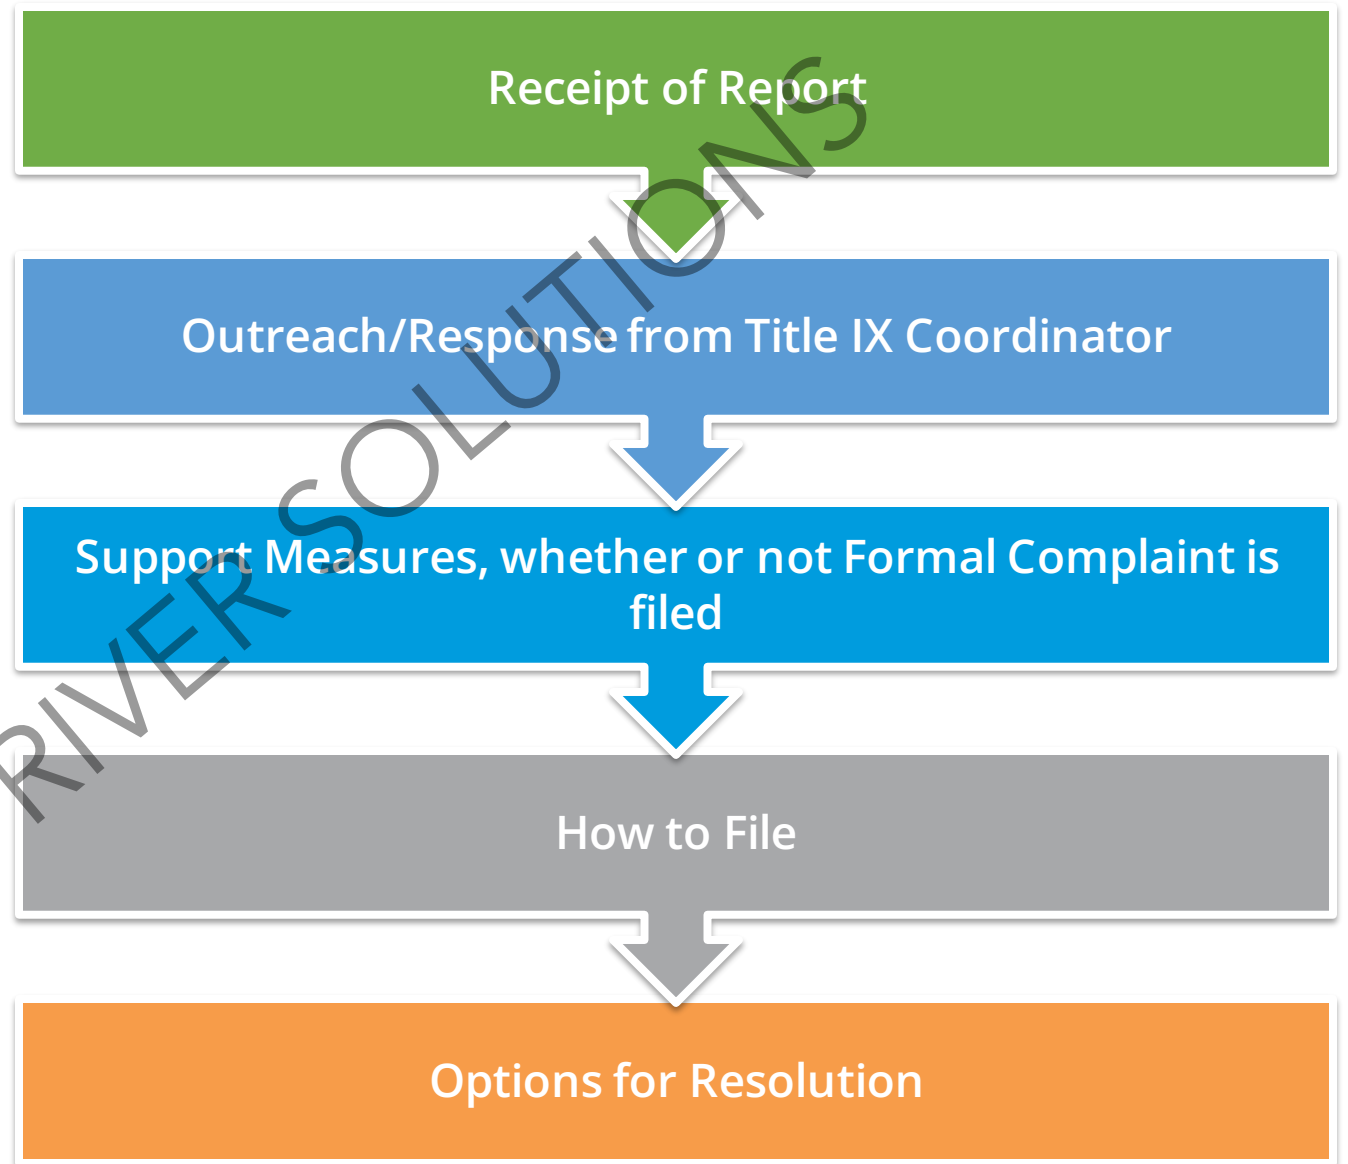 Receipt of Report
Outreach/Response from Title IX Coordinator
Support Measures, whether or not Formal Complaint is
filed
How to File
Options for Resolution
RIVER SOLUTIONS